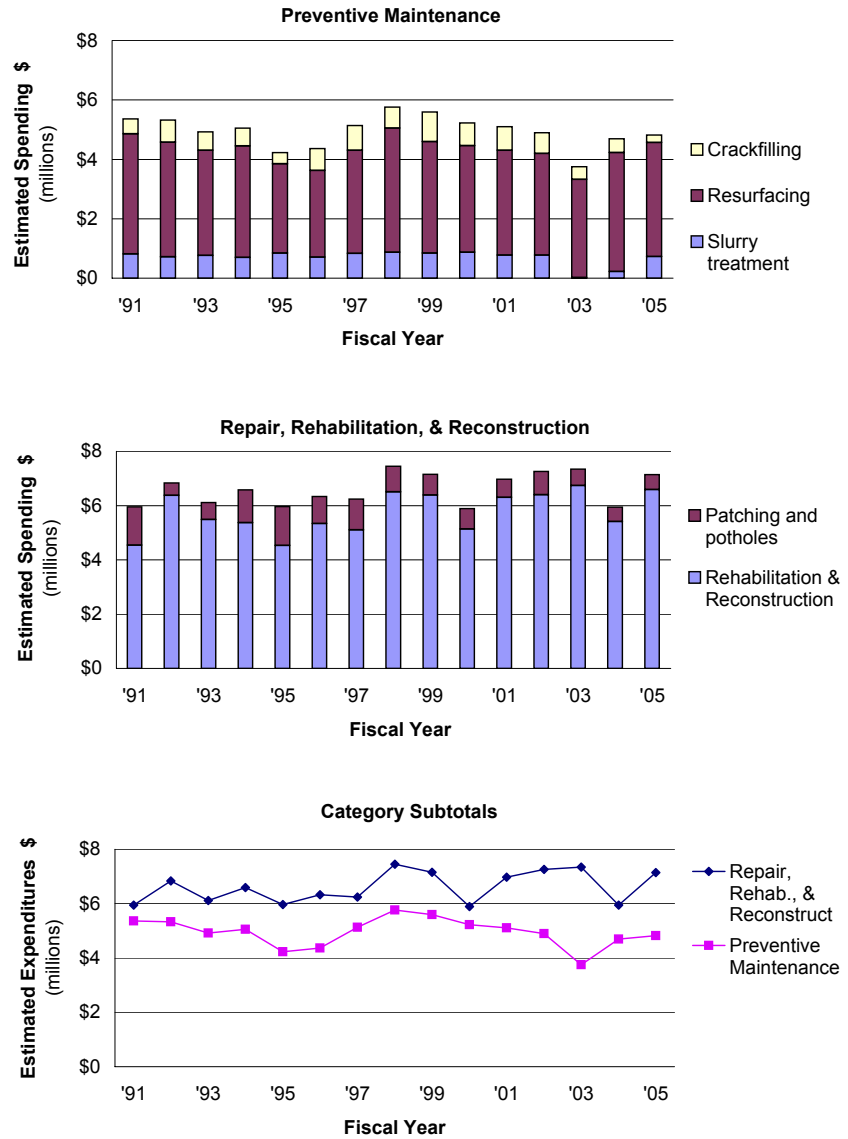 Preventive Maintenance
$8
$6
$4
$2
$0
Estimated Spending $
(millions)
'91 '93 '95 '97 '99 '01 '03 '05
Fiscal Year
Crackfilling
Resurfacing
Slurry
treatment
Repair, Rehabilitation, & Reconstruction
$8
$6
$4
$2
$0
Estimated Spending $
(millions)
'91 '93 '95 '97 '99 '01 '03 '05
Fiscal Year
Patching and
potholes
Rehabilitation &
Reconstruction
Category Subtotals
$8
$6
$4
$2
$0
Estimated Expenditures $
(millions)
'91 '93 '95 '97 '99 '01 '03 '05
Fiscal Year
Repair,
Rehab., &
Reconstruct
Preventive
Maintenance